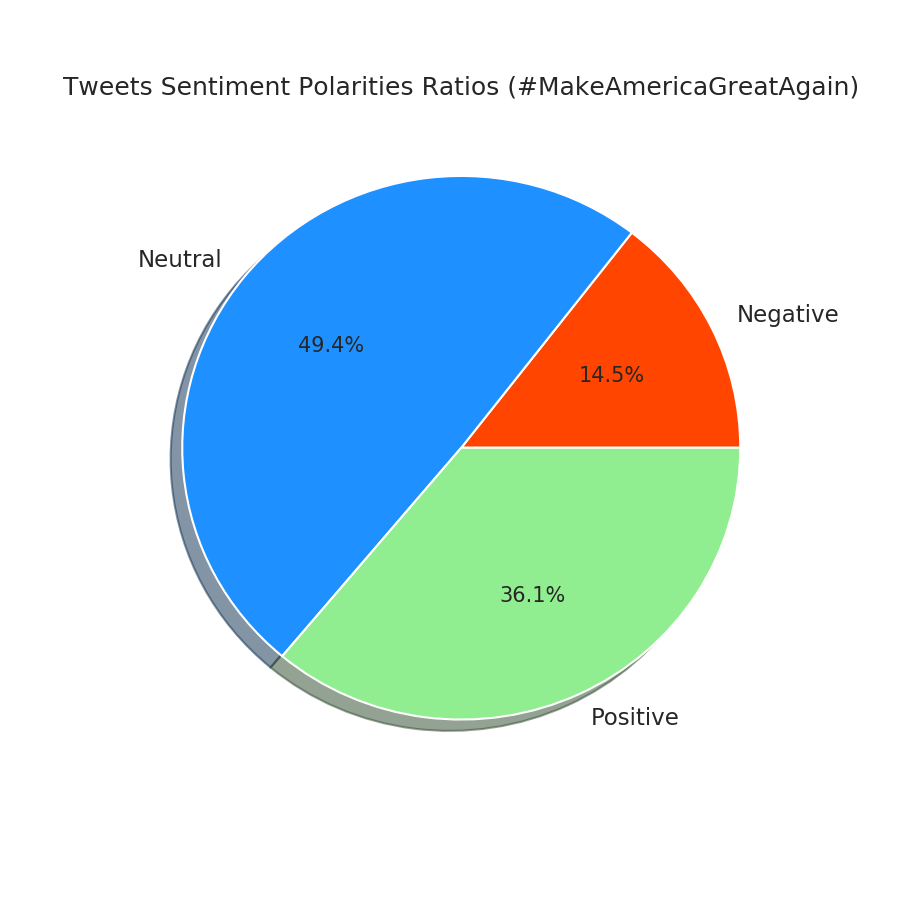 Tweets Sentiment Polarities Ratios (#MakeAmericaGreatAgain)
Neutral
Negative
49.4%
14.5%
36.1%
Positive